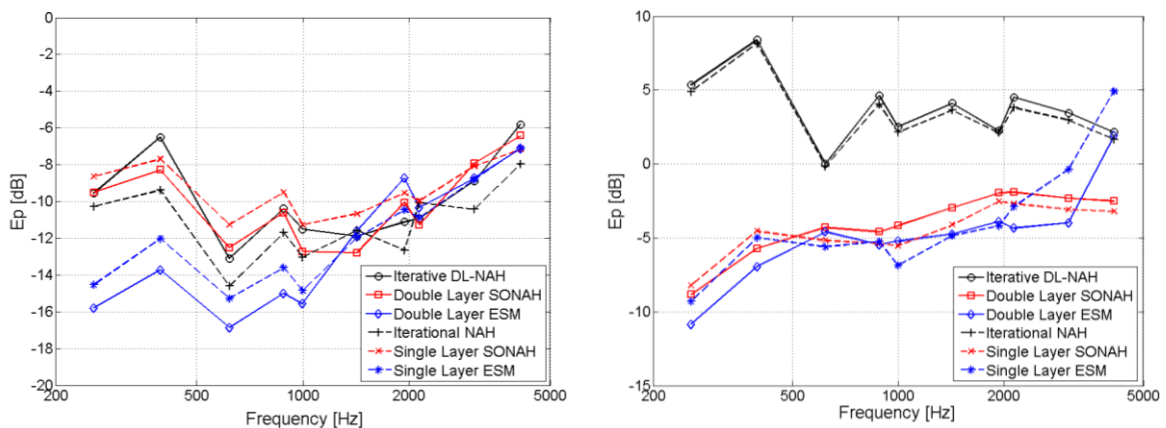 0
-2
-4
-6
-8
-10
-12
-14
-16
-18
-20
Ep [dB]
200
500
1000
2000
5000
Frequency [Hz]
Iterative DL-NAH
Double Layer SONAH
Double Layer ESM
Iterational NAH
Single Layer SONAH
Single Layer ESM
10
5
0
-5
-10
-15
Ep [dB]
200
500
1000
2000
5000
Frequency [Hz]
Iterative DL-NAH
Double Layer SONAH
Double Layer ESM
Iterational NAH
Single Layer SONAH
Single Layer ESM